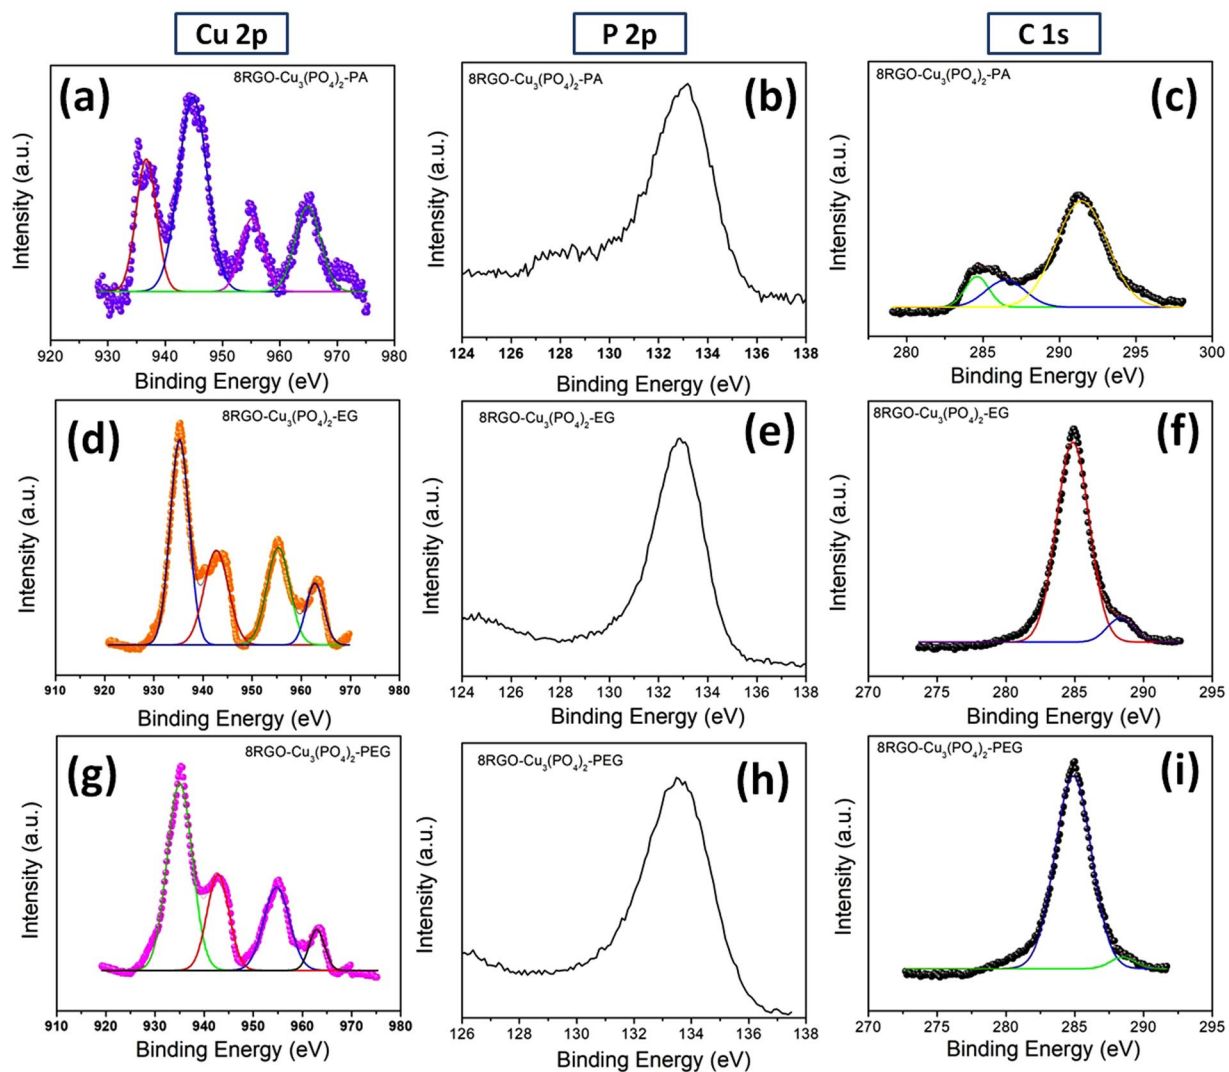 Cu 2p
P 2p
C 1s
8RGO-Cu₃(PO₄)₂-PA
(a)
Intensity (a.u.)
920 930 940 950 960 970 980
Binding Energy (eV)
8RGO-Cu₃(PO₄)₂-PA
(b)
Intensity (a.u.)
124 126 128 130 132 134 136 138
Binding Energy (eV)
8RGO-Cu₃(PO₄)₂-PA
(c)
Intensity (a.u.)
280 285 290 295 300
Binding Energy (eV)
8RGO-Cu₃(PO₄)₂-EG
(d)
Intensity (a.u.)
910 920 930 940 950 960 970 980
Binding Energy (eV)
8RGO-Cu₃(PO₄)₂-EG
(e)
Intensity (a.u.)
124 126 128 130 132 134 136 138
Binding Energy (eV)
8RGO-Cu₃(PO₄)₂-EG
(f)
Intensity (a.u.)
270 275 280 285 290 295
Binding Energy (eV)
8RGO-Cu₃(PO₄)₂-PEG
(g)
Intensity (a.u.)
910 920 930 940 950 960 970 980
Binding Energy (eV)
8RGO-Cu₃(PO₄)₂-PEG
(h)
Intensity (a.u.)
126 128 130 132 134 136 138
Binding Energy (eV)
8RGO-Cu₃(PO₄)₂-PEG
(i)
Intensity (a.u.)
270 275 280 285 290 295
Binding Energy (eV)